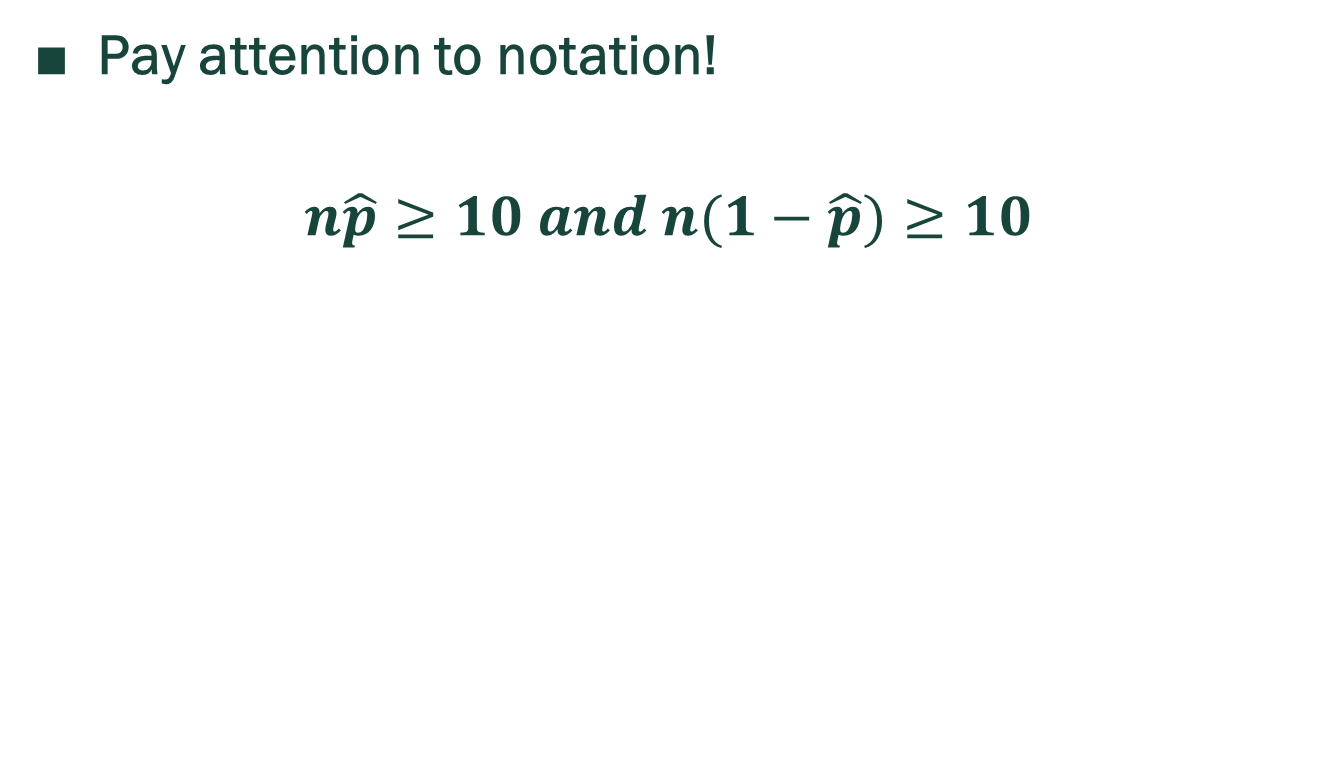 ■ Pay attention to notation!
np̂ ≥ 10 and n(1 − p̂) ≥ 10